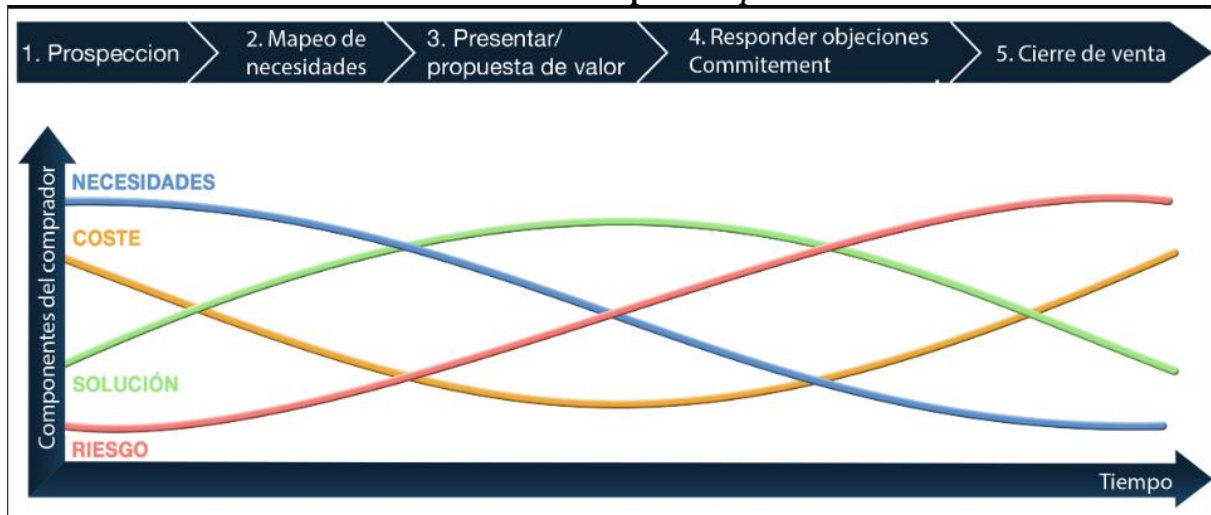 1. Prospeccion
2. Mapeo de
necesidades
3. Presentar/
propuesta de valor
4. Responder objeciones
Commitement
5. Cierre de venta
Componentes del comprador
NECESIDADES
COSTE
SOLUCIÓN
RIESGO
Tiempo